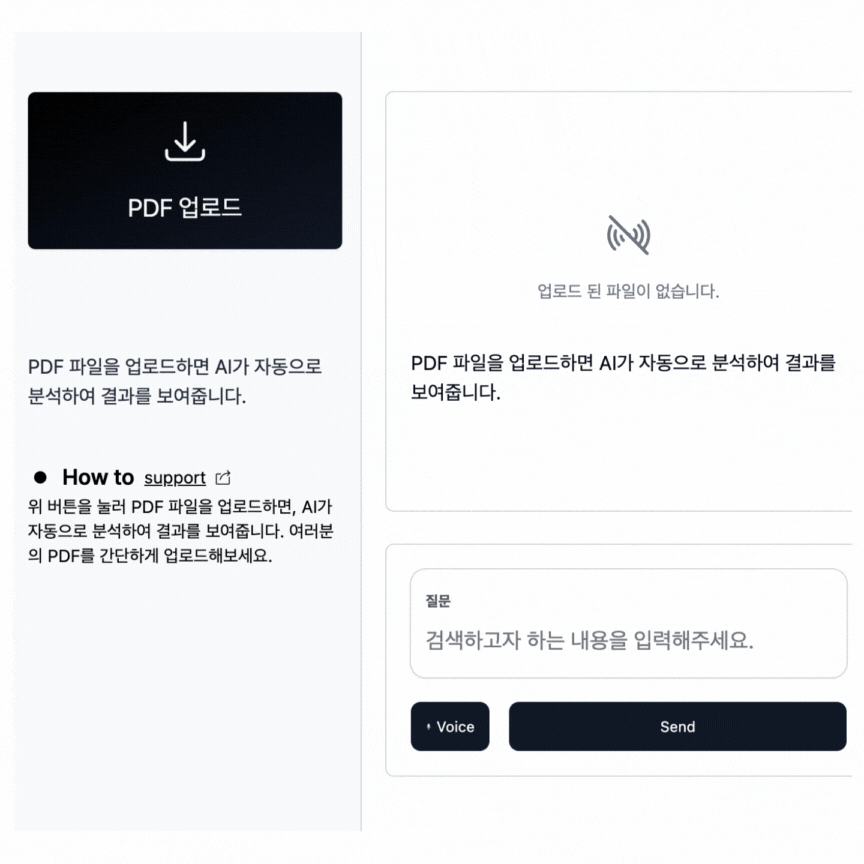 PDF 업로드
PDF 파일을 업로드하면 AI가 자동으로
분석하여 결과를 보여줍니다.
How to support
위 버튼을 눌러 PDF 파일을 업로드하면, AI가
자동으로 분석하여 결과를 보여줍니다. 여러분
의 PDF를 간단하게 업로드해보세요.
업로드 된 파일이 없습니다.
PDF 파일을 업로드하면 AI가 자동으로 분석하여 결과를
보여줍니다.
질문
검색하고자 하는 내용을 입력해주세요.
Voice
Send